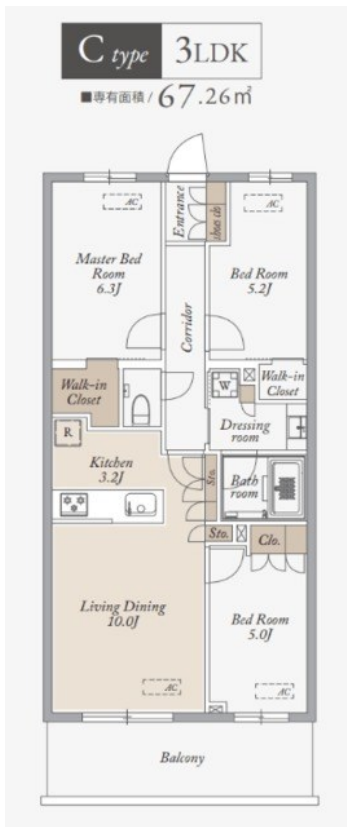 C type 3LDK
■専有面積/67.26㎡
AC
AC
Entrance
shoes cl
Master Bed
Room
6.3J
Bed Room
5.2J
Corridor
Walk-in
Closet
W
Walk-in
Closet
R
Dressing
room
Kitchen
3.2J
Sto.
Bath
room
Sto.
Clo.
Living Dining
10.0J
Bed Room
5.0J
AC
AC
Balcony